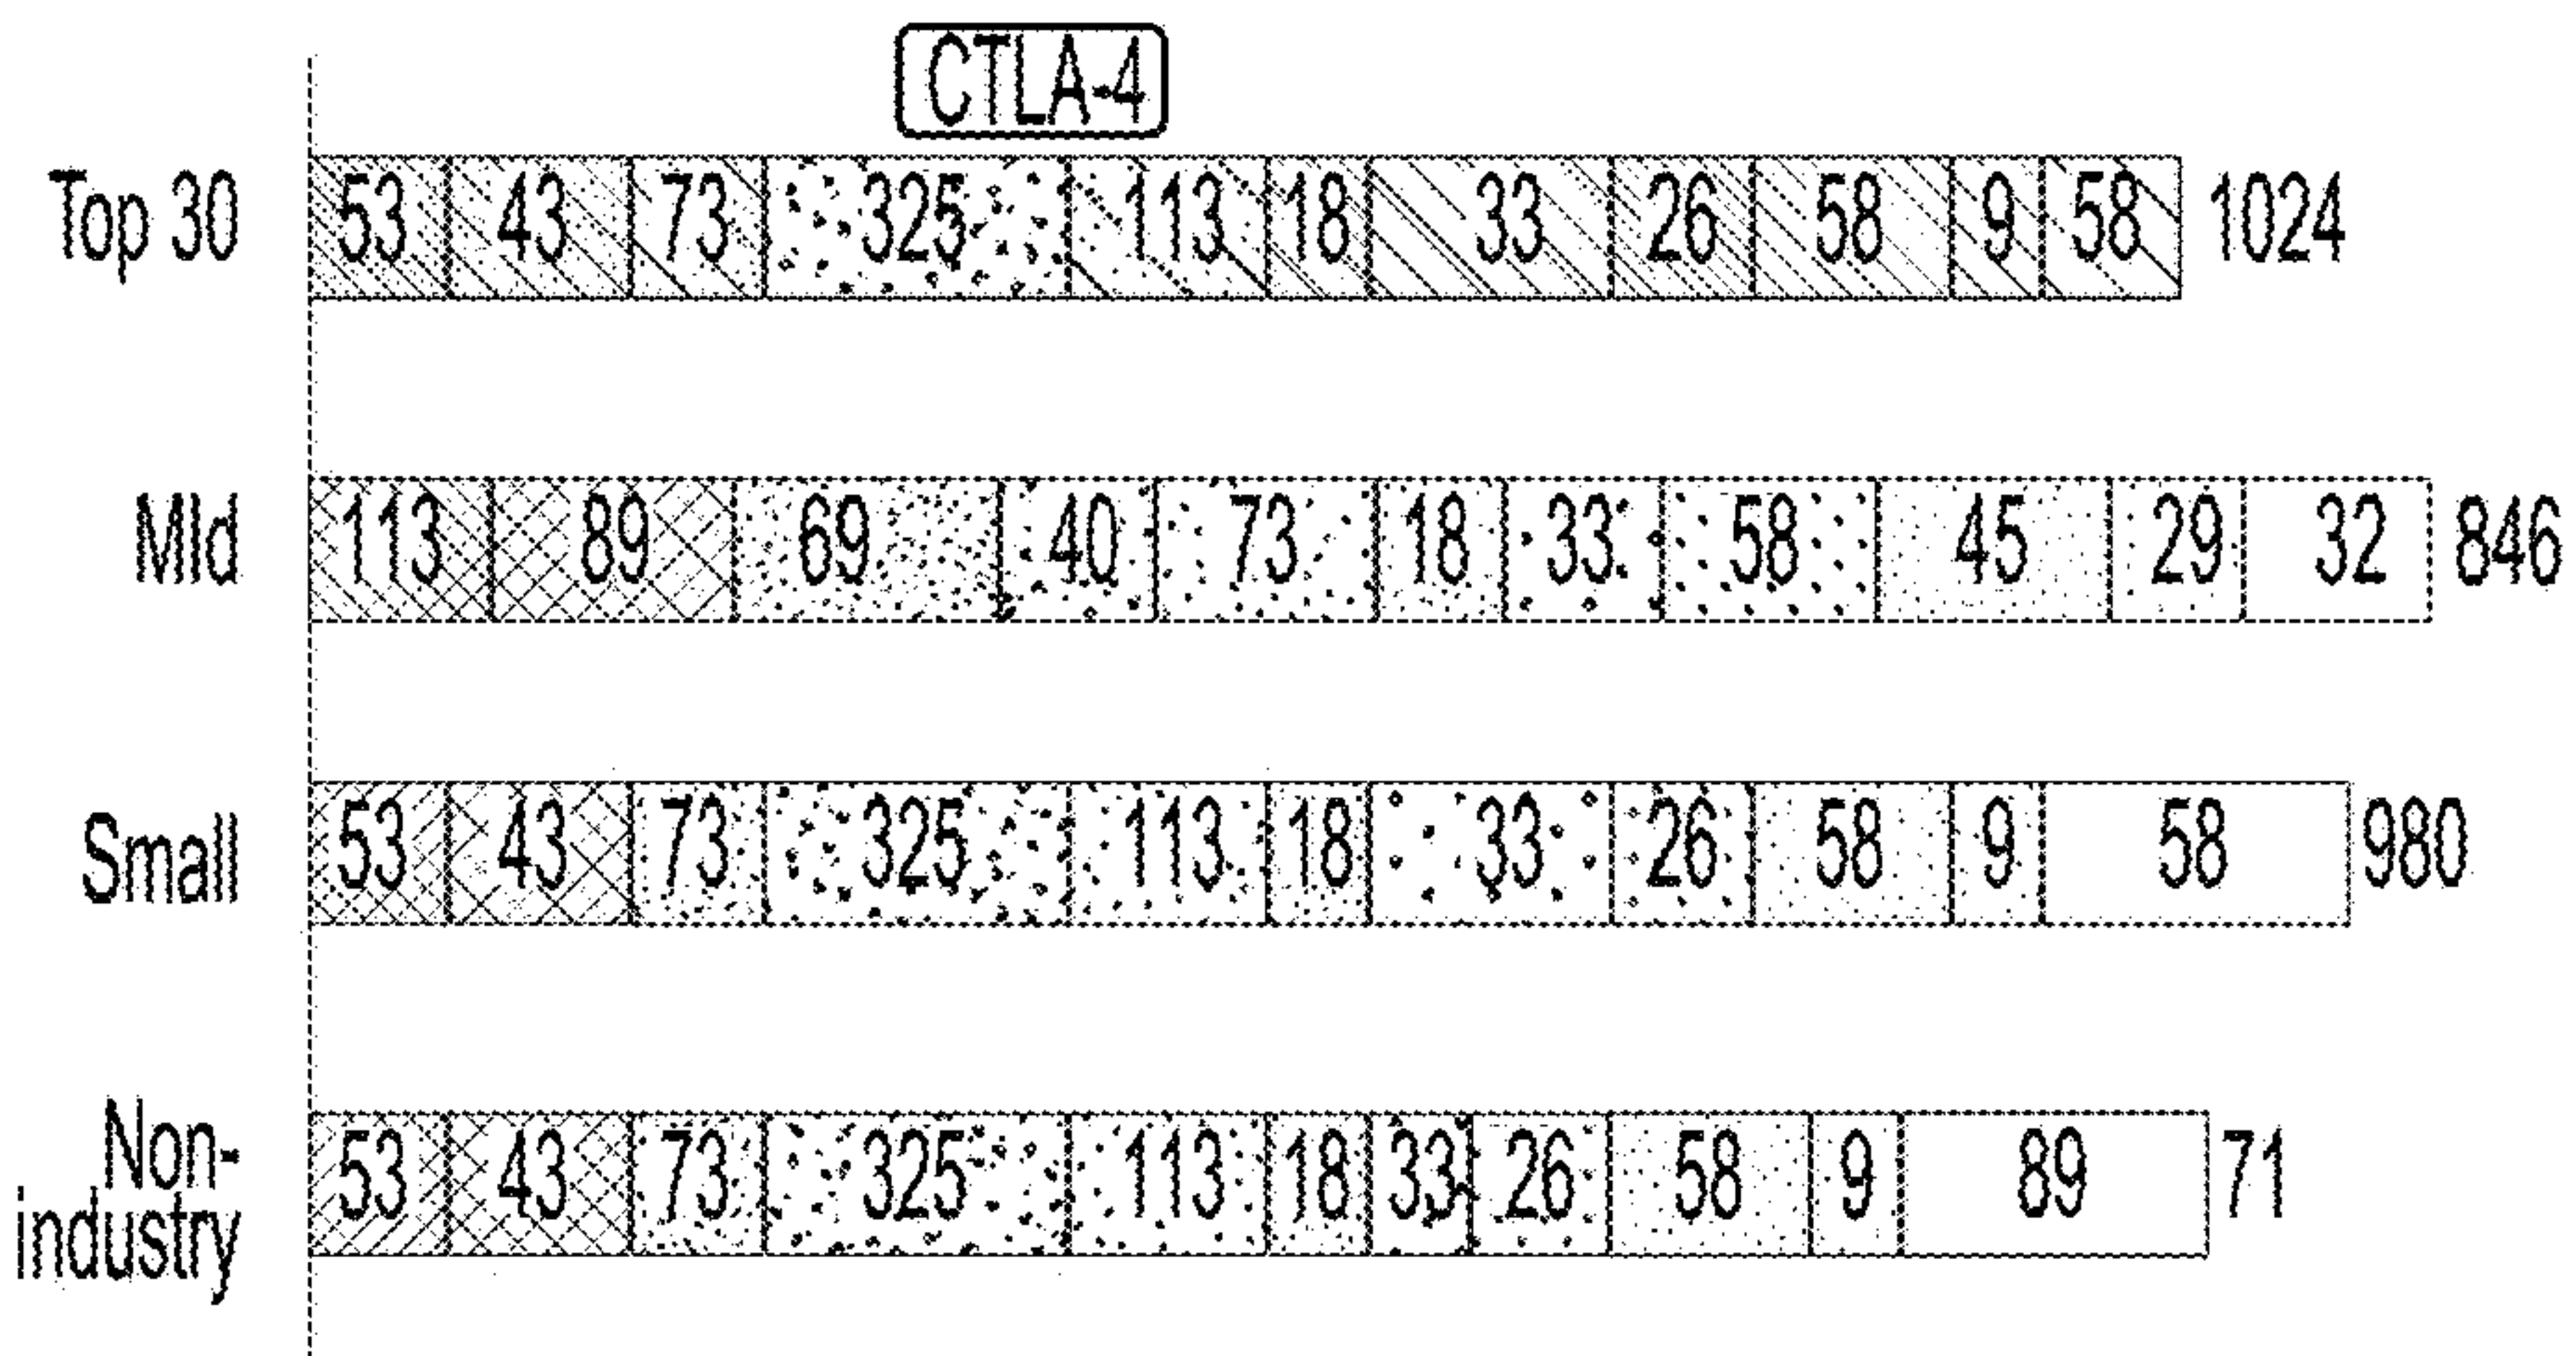 CTLA-4
Top 30 53 43 73 325 113 18 33 26 58 9 58 1024
MId 113 89 69 40 73 18 33 58 45 29 32 846
Small 53 43 73 325 113 18 33 26 58 9 58 980
Non-
industry 53 43 73 325 113 18 33 26 58 9 89 71